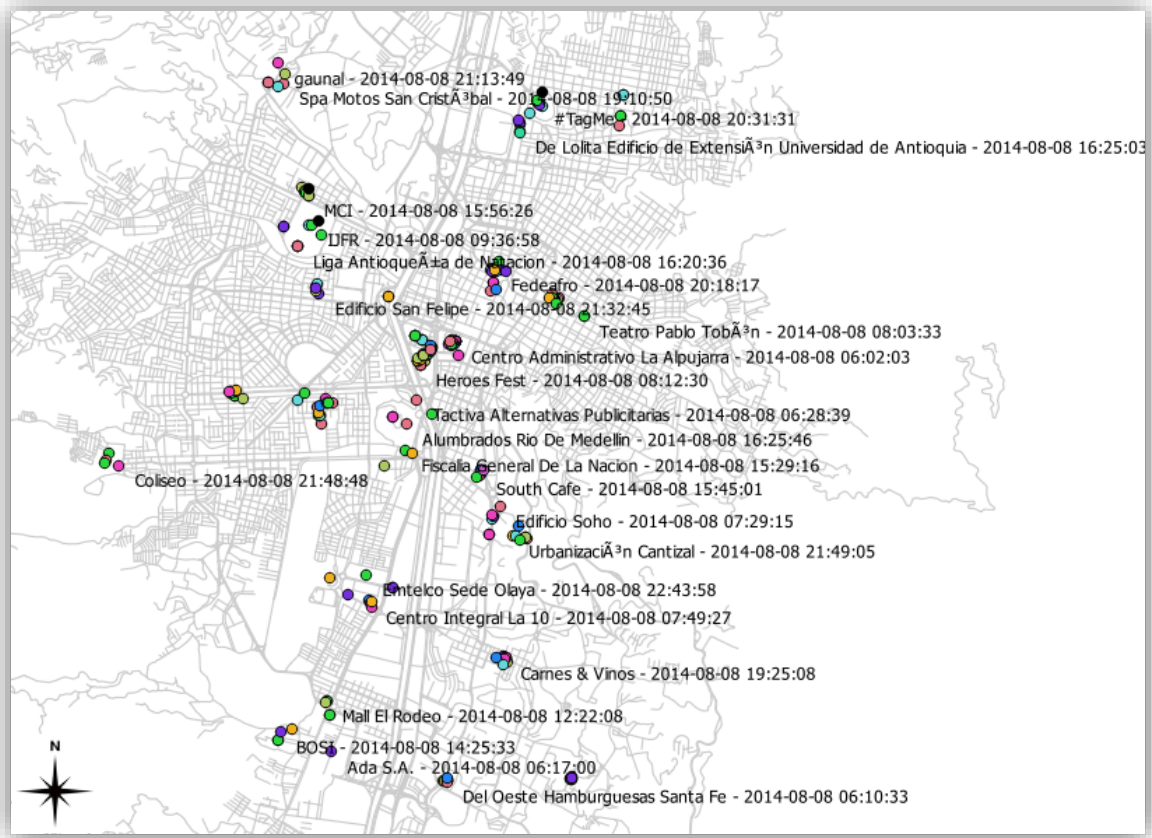 gaunal - 2014-08-08 21:13:49
Spa Motos San CristÃ³bal - 2014-08-08 19:10:50
#TagMe - 2014-08-08 20:31:31
De Lolita Edificio de ExtensiÃ³n Universidad de Antioquia - 2014-08-08 16:25:03
MCI - 2014-08-08 15:56:26
IJFR - 2014-08-08 09:36:58
Liga AntioqueÃ±a de Natacion - 2014-08-08 16:20:36
Fedeafro - 2014-08-08 20:18:17
Edificio San Felipe - 2014-08-08 21:32:45
Teatro Pablo TobÃ³n - 2014-08-08 08:03:33
Centro Administrativo La Alpujarra - 2014-08-08 06:02:03
Heroes Fest - 2014-08-08 08:12:30
Tactiva Alternativas Publicitarias - 2014-08-08 06:28:39
Alumbrados Rio De Medellin - 2014-08-08 16:25:46
Fiscalia General De La Nacion - 2014-08-08 15:29:16
Coliseo - 2014-08-08 21:48:48
South Cafe - 2014-08-08 15:45:01
Edificio Soho - 2014-08-08 07:29:15
UrbanizaciÃ³n Cantizal - 2014-08-08 21:49:05
Emtelco Sede Olaya - 2014-08-08 22:43:58
Centro Integral La 10 - 2014-08-08 07:49:27
Carnes & Vinos - 2014-08-08 19:25:08
Mall El Rodeo - 2014-08-08 12:22:08
BOSI - 2014-08-08 14:25:33
N
Ada S.A. - 2014-08-08 06:17:00
Del Oeste Hamburguesas Santa Fe - 2014-08-08 06:10:33